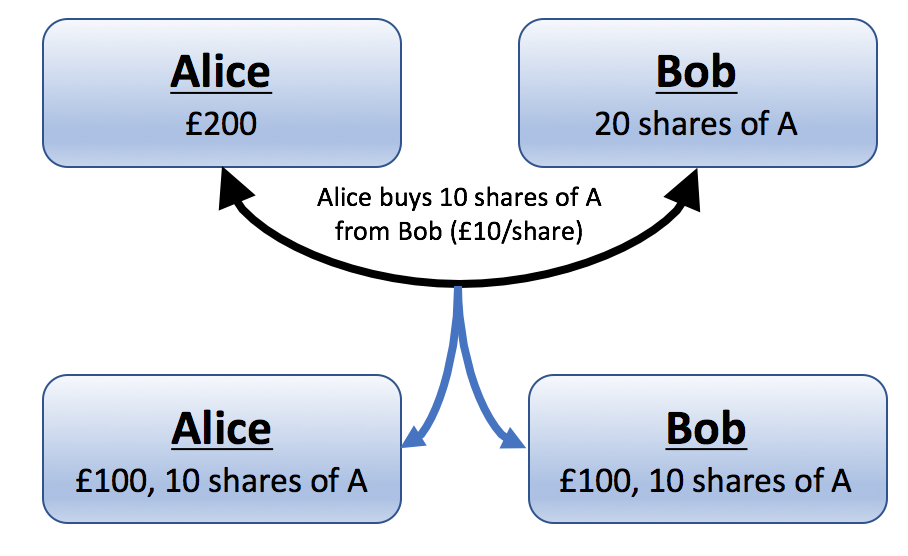 Alice
£200
Bob
20 shares of A
Alice buys 10 shares of A
from Bob (£10/share)
Alice
£100, 10 shares of A
Bob
£100, 10 shares of A